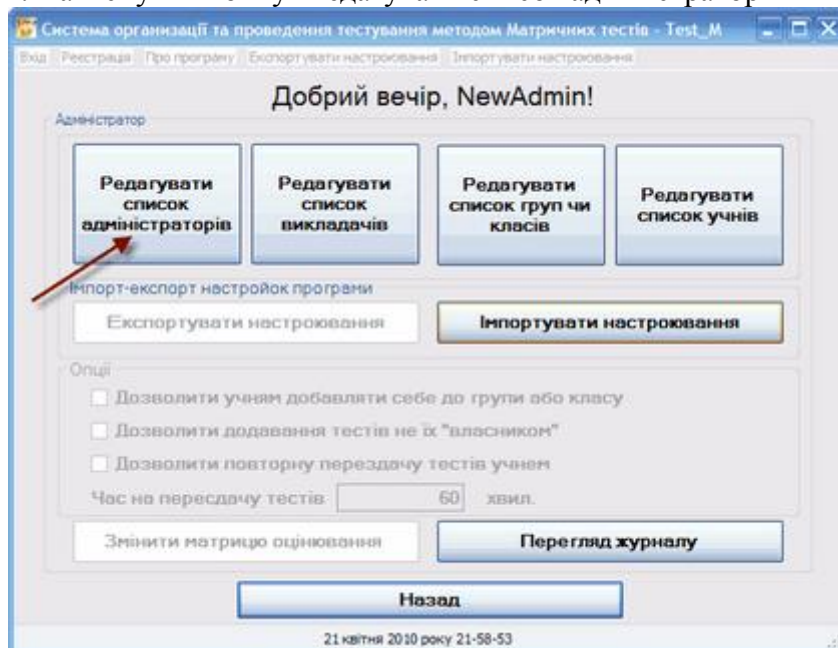 Система організації та проведення тестування методом Матричних тестів - Test_M
Вхід Реєстрація Про програму Експортувати настроювання Імпортувати настроювання
Добрий вечір, NewAdmin!
Адміністратор
Редагувати список адміністраторів
Редагувати список викладачів
Редагувати список груп чи класів
Редагувати список учнів
Імпорт-експорт настройок програми
Експортувати настроювання
Імпортувати настроювання
Опції
Дозволити учням добавляти себе до групи або класу
Дозволити додавання тестів не їх "власником"
Дозволити повторну перездачу тестів учнем
Час на пересдачу тестів 60 хвил.
Змінити матрицю оцінювання
Перегляд журналу
Назад
21 квітня 2010 року 21-58-53